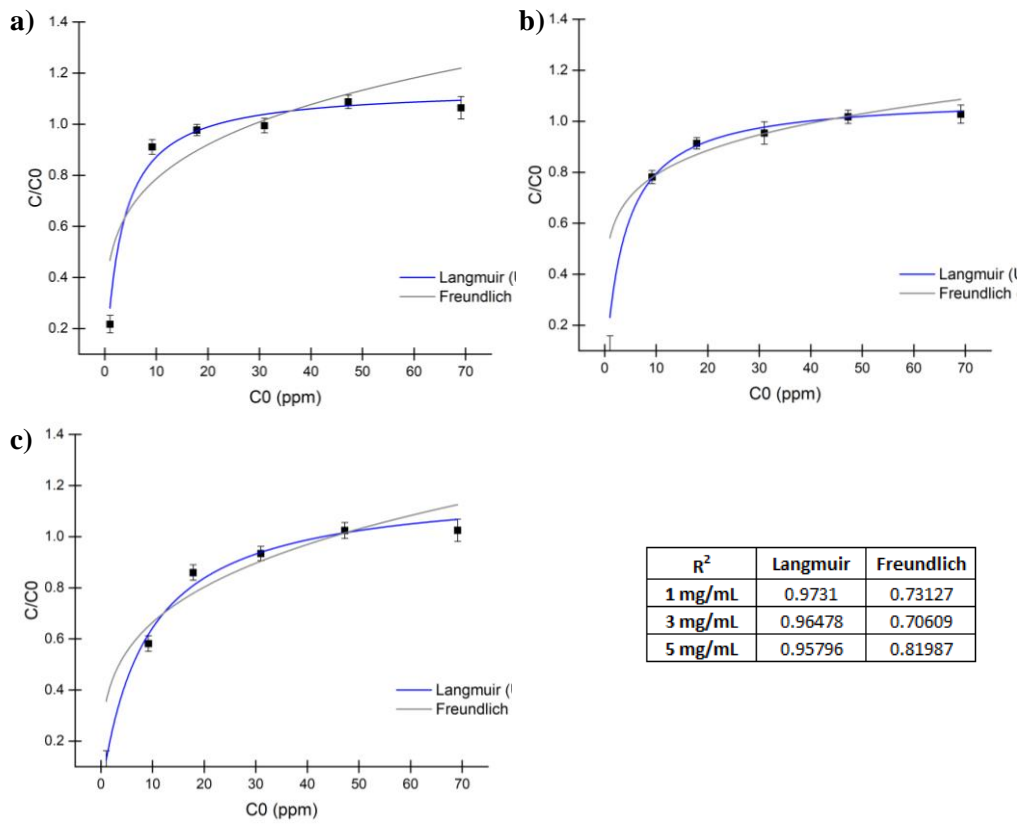 a)
1.4
1.2
1.0
0.8
0.6
0.4
0.2
C/C0
0 10 20 30 40 50 60 70
C0 (ppm)
Langmuir (
Freundlich
b)
1.4
1.2
1.0
0.8
0.6
0.4
0.2
C/C0
0 10 20 30 40 50 60 70
C0 (ppm)
Langmuir (
Freundlich
c)
1.4
1.2
1.0
0.8
0.6
0.4
0.2
C/C0
0 10 20 30 40 50 60 70
C0 (ppm)
Langmuir (
Freundlich
R² Langmuir Freundlich
1 mg/mL 0.9731 0.73127
3 mg/mL 0.96478 0.70609
5 mg/mL 0.95796 0.81987